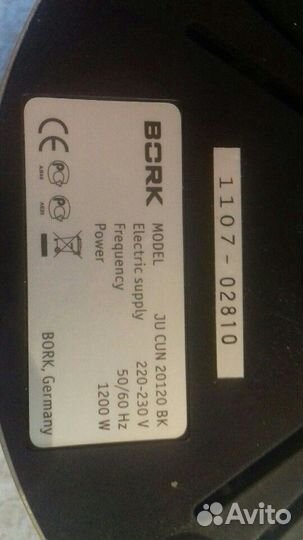 BORK
MODEL JU CUN 20120 BK
Electric supply 220-230 V
Frequency 50/60 Hz
Power 1200 W
CE
BORK, Germany
1107-02810
Avito